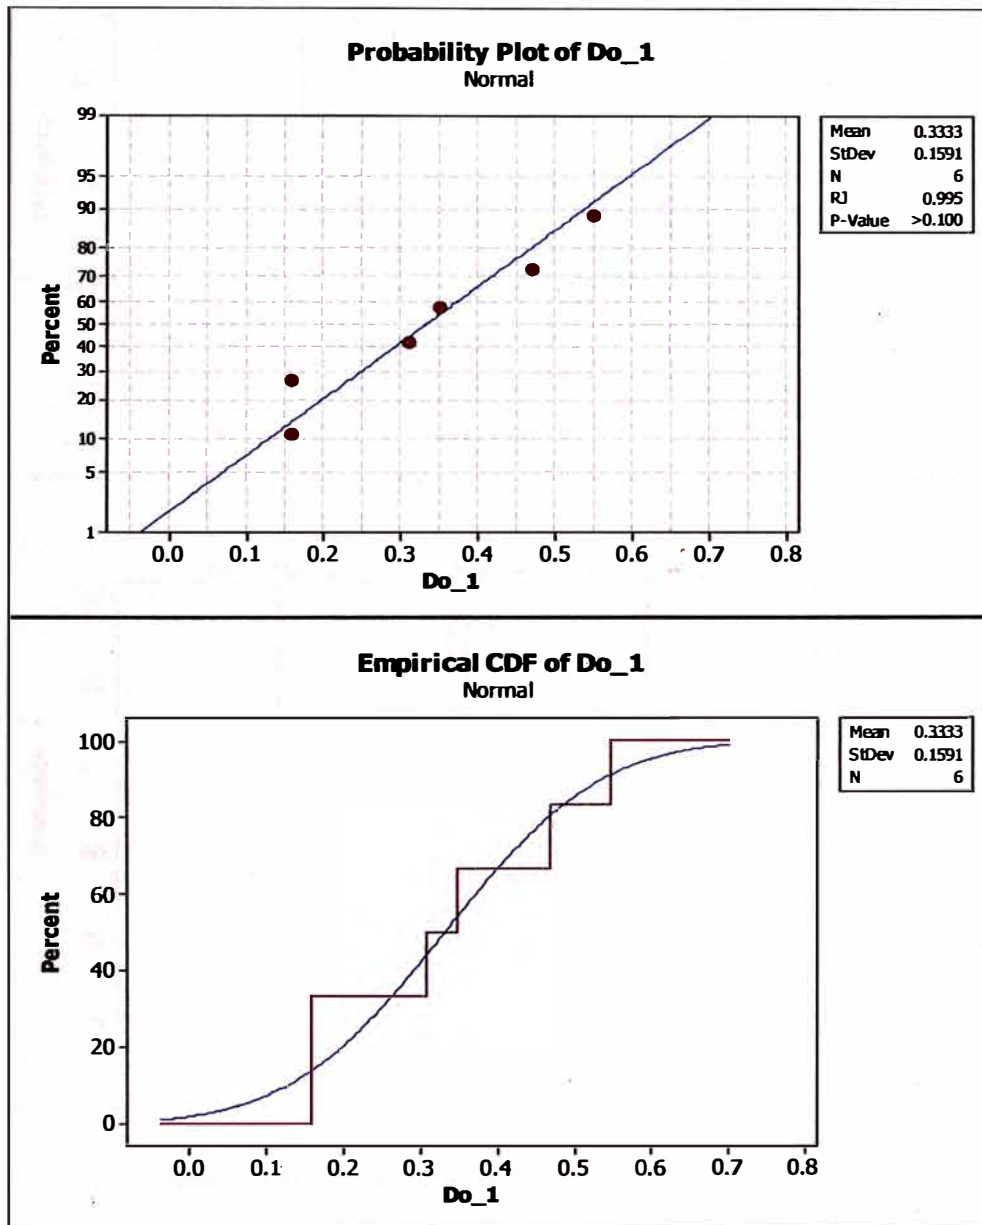 Probability Plot of Do_1
Normal
99
95
90
80
70
60
50
40
30
20
10
5
1
Percent
0.0 0.1 0.2 0.3 0.4 0.5 0.6 0.7 0.8
Do_1
Mean 0.3333
StDev 0.1591
N 6
RJ 0.995
P-Value >0.100
Empirical CDF of Do_1
Normal
100
80
60
40
20
0
Percent
0.0 0.1 0.2 0.3 0.4 0.5 0.6 0.7 0.8
Do_1
Mean 0.3333
StDev 0.1591
N 6